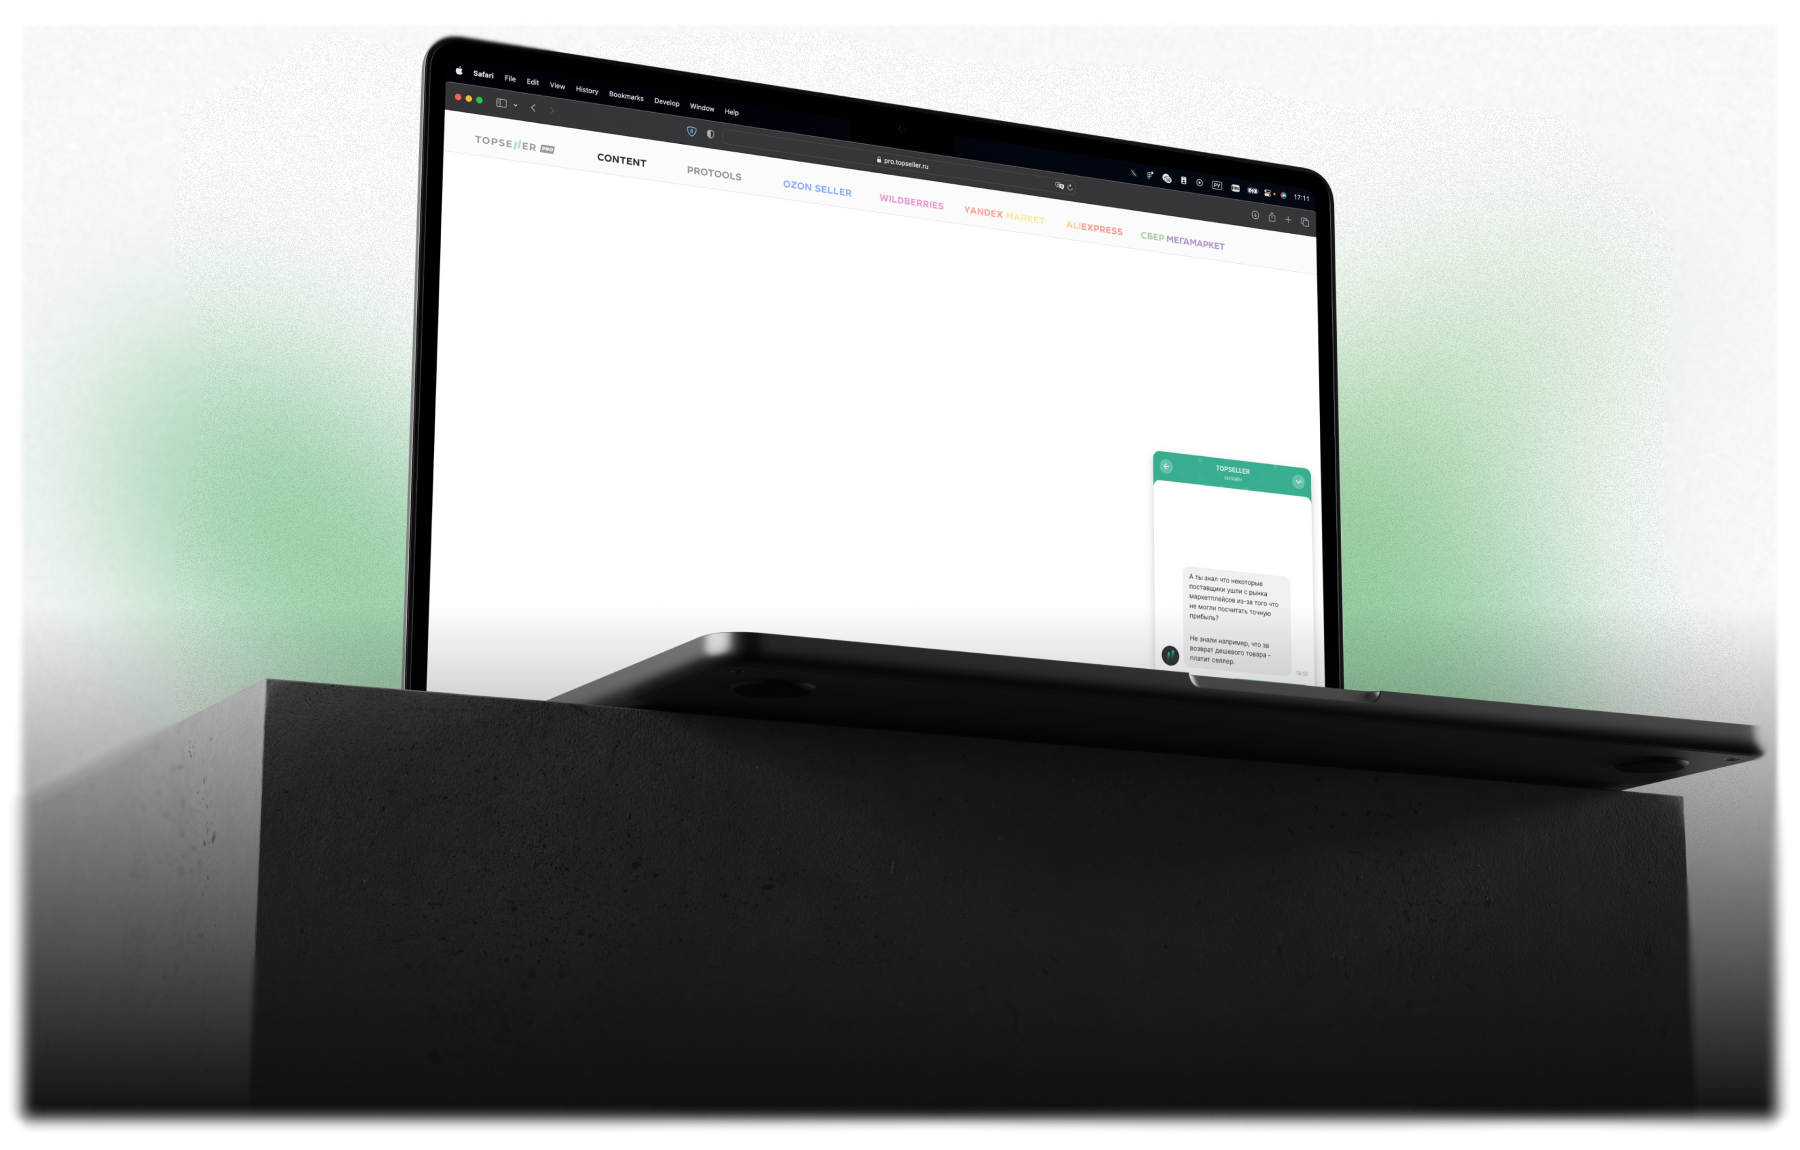 Safari File Edit View History Bookmarks Develop Window Help
РУ 17:11
pro.topseller.ru
TOPSELLER PRO
CONTENT PROTOOLS OZON SELLER WILDBERRIES YANDEX MARKET ALIEXPRESS СБЕР МЕГАМАРКЕТ
TOPSELLER
ОНЛАЙН
А ты знал что некоторые
поставщики ушли с рынка
маркетплейсов из-за того что
не могли посчитать точную
прибыль?
Не знали например, что за
возврат дешевого товара -
платит селлер.